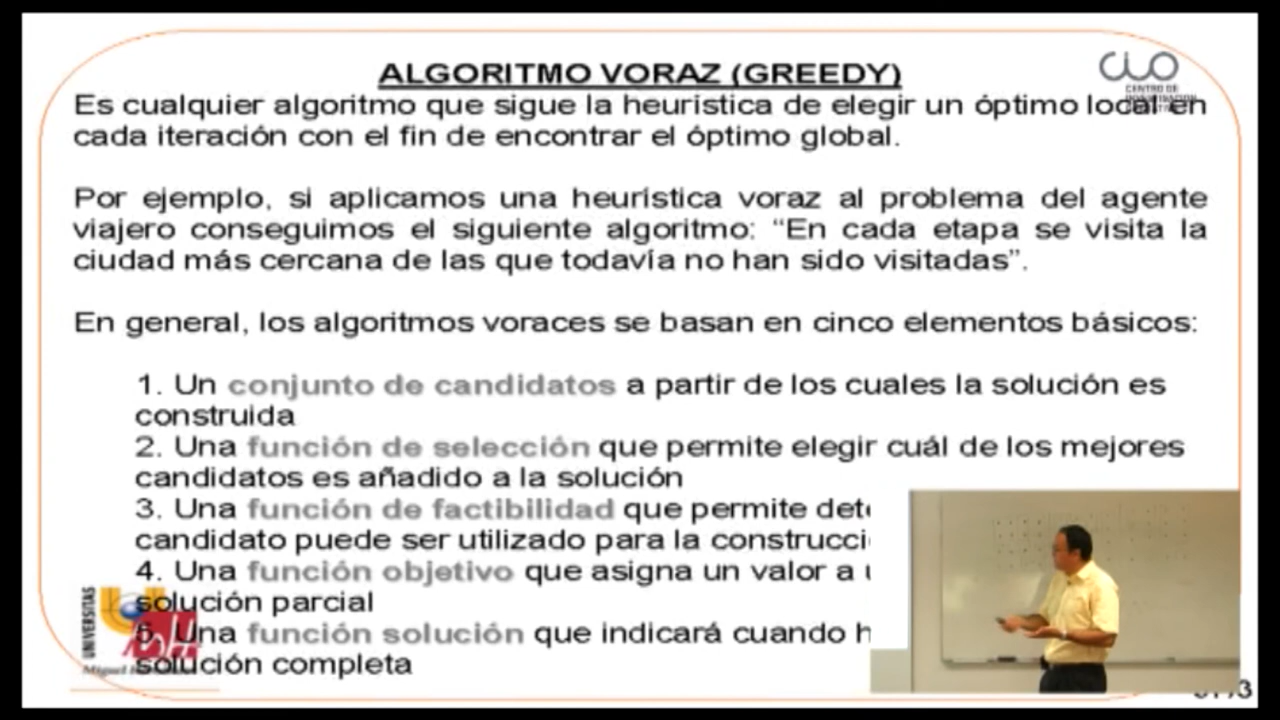 ALGORITMO VORAZ (GREEDY)
CIO
CENTRO DE
Es cualquier algoritmo que sigue la heurística de elegir un óptimo local en
cada iteración con el fin de encontrar el óptimo global.
Por ejemplo, si aplicamos una heurística voraz al problema del agente
viajero conseguimos el siguiente algoritmo: “En cada etapa se visita la
ciudad más cercana de las que todavía no han sido visitadas”.
En general, los algoritmos voraces se basan en cinco elementos básicos:
1. Un conjunto de candidatos a partir de los cuales la solución es
construida
2. Una función de selección que permite elegir cuál de los mejores
candidatos es añadido a la solución
3. Una función de factibilidad que permite
candidato puede ser utilizado para la
4. Una función objetivo que asigna un valor a
solución parcial
5. Una función solución que indicará cuando
solución completa
UNIVERSITAS
Miguel